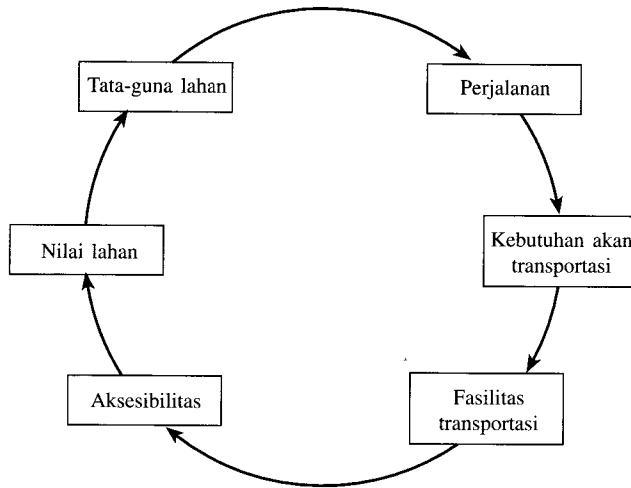 Tata-guna lahan
Perjalanan
Kebutuhan akan
transportasi
Fasilitas
transportasi
Aksesibilitas
Nilai lahan